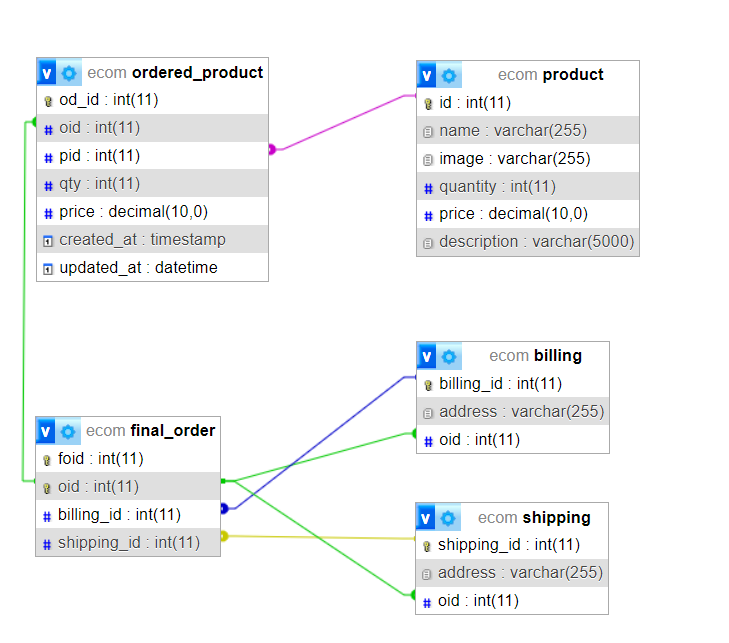 v ecom ordered_product
od_id : int(11)
# oid : int(11)
# pid : int(11)
# qty : int(11)
# price : decimal(10,0)
created_at : timestamp
updated_at : datetime
v ecom product
id : int(11)
name : varchar(255)
image : varchar(255)
# quantity : int(11)
# price : decimal(10,0)
description : varchar(5000)
v ecom final_order
foid : int(11)
oid : int(11)
# billing_id : int(11)
# shipping_id : int(11)
v ecom billing
billing_id : int(11)
address : varchar(255)
# oid : int(11)
v ecom shipping
shipping_id : int(11)
address : varchar(255)
# oid : int(11)